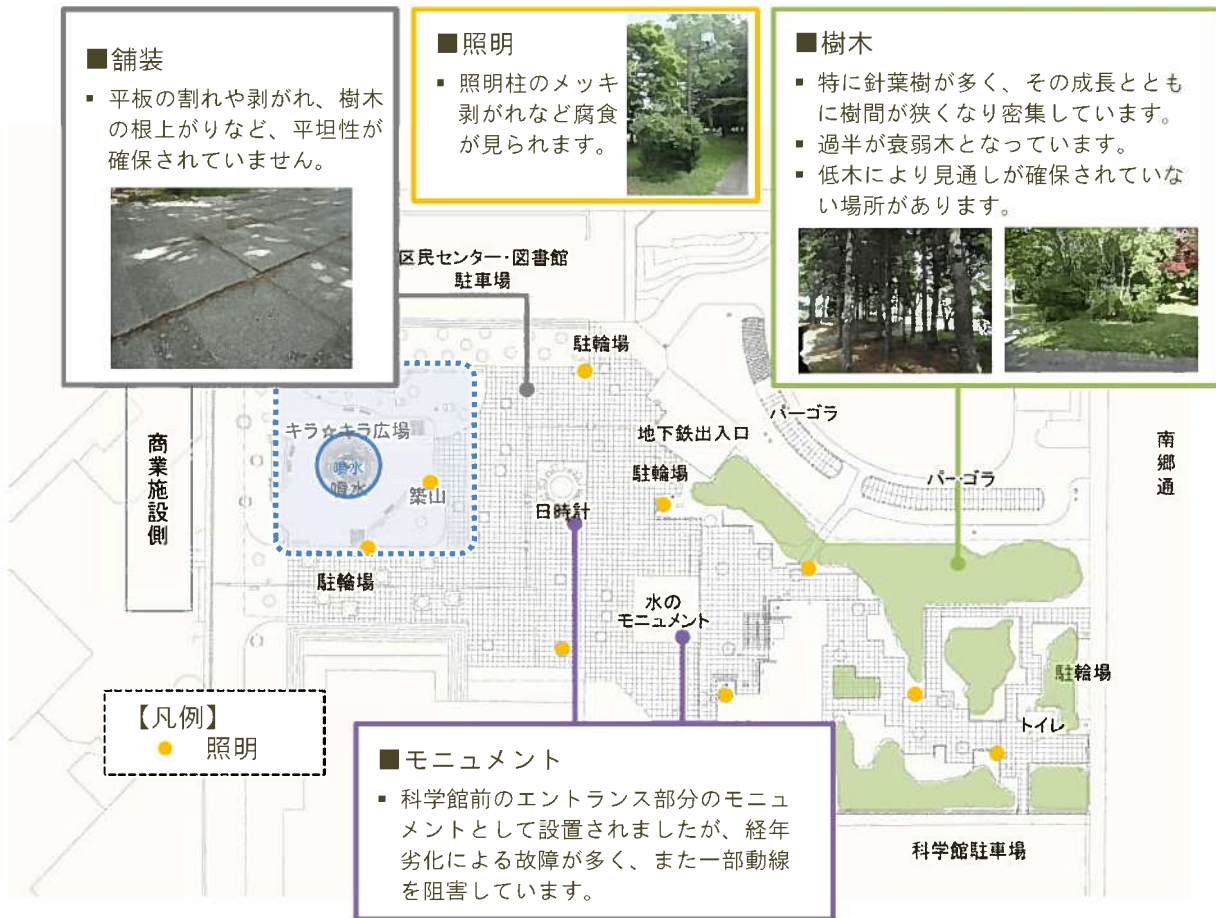 ■舗装
▪ 平板の割れや剥がれ、樹木
の根上がりなど、平坦性が
確保されていません。
■照明
▪ 照明柱のメッキ
剥がれなど腐食
が見られます。
■樹木
▪ 特に針葉樹が多く、その成長ととも
に樹間が狭くなり密集しています。
▪ 過半が衰弱木となっています。
▪ 低木により見通しが確保されていな
い場所があります。
区民センター・図書館
駐車場
駐輪場
キラ☆キラ広場
噴水
噴水
築山
駐輪場
商業施設側
地下鉄出入口
駐輪場
日時計
パーゴラ
パーゴラ
南郷通
水の
モニュメント
駐輪場
トイレ
科学館駐車場
【凡例】
照明
■モニュメント
▪ 科学館前のエントランス部分のモニュ
メントとして設置されましたが、経年
劣化による故障が多く、また一部動線
を阻害しています。